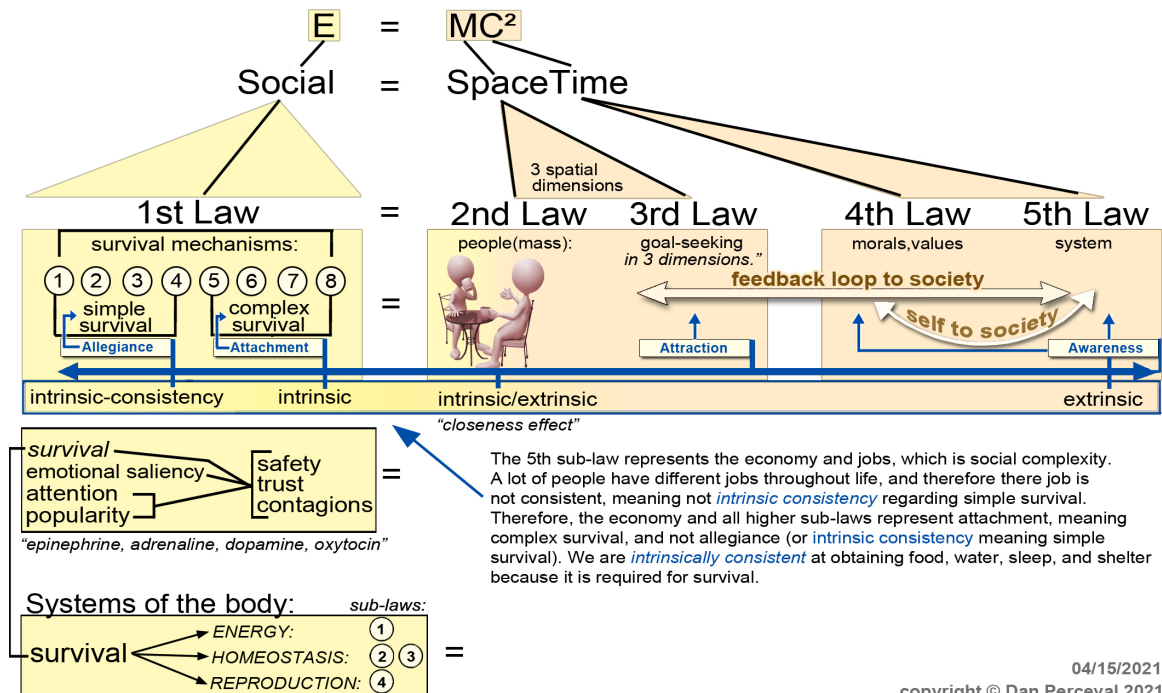 E = MC²
Social = SpaceTime
3 spatial
dimensions
1st Law = 2nd Law 3rd Law 4th Law 5th Law
survival mechanisms:
people(mass):
goal-seeking
in 3 dimensions.”
morals,values
system
1 2 3 4 5 6 7 8
feedback loop to society
simple
survival
complex
survival
=
self to society
Allegiance
Attachment
Attraction
Awareness
intrinsic-consistency
intrinsic
intrinsic/extrinsic
extrinsic
“closeness effect”
survival
emotional saliency
attention
popularity
safety
trust
contagions
=
“epinephrine, adrenaline, dopamine, oxytocin”
The 5th sub-law represents the economy and jobs, which is social complexity.
A lot of people have different jobs throughout life, and therefore there job is
not consistent, meaning not intrinsic consistency regarding simple survival.
Therefore, the economy and all higher sub-laws represent attachment, meaning
complex survival, and not allegiance (or intrinsic consistency meaning simple
survival). We are intrinsically consistent at obtaining food, water, sleep, and shelter
because it is required for survival.
Systems of the body:
sub-laws:
survival
ENERGY: 1
HOMEOSTASIS: 2 3
REPRODUCTION: 4
=
04/15/2021
copyright © Dan Perceval 2021